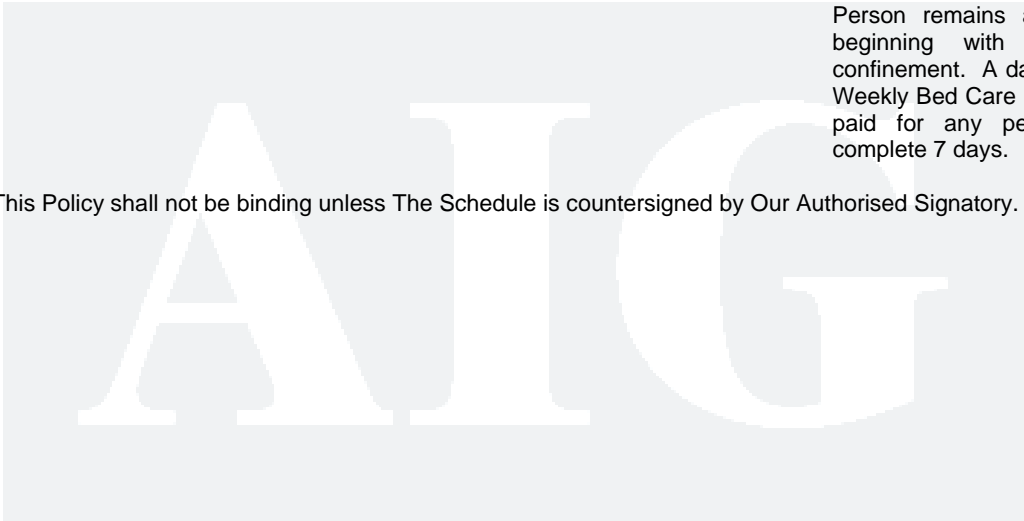 Person remains
beginning with
confinement. A
Weekly Bed Care
paid for any
complete 7 days.
This Policy shall not be binding unless The Schedule is countersigned by Our Authorised Signatory.
AIG